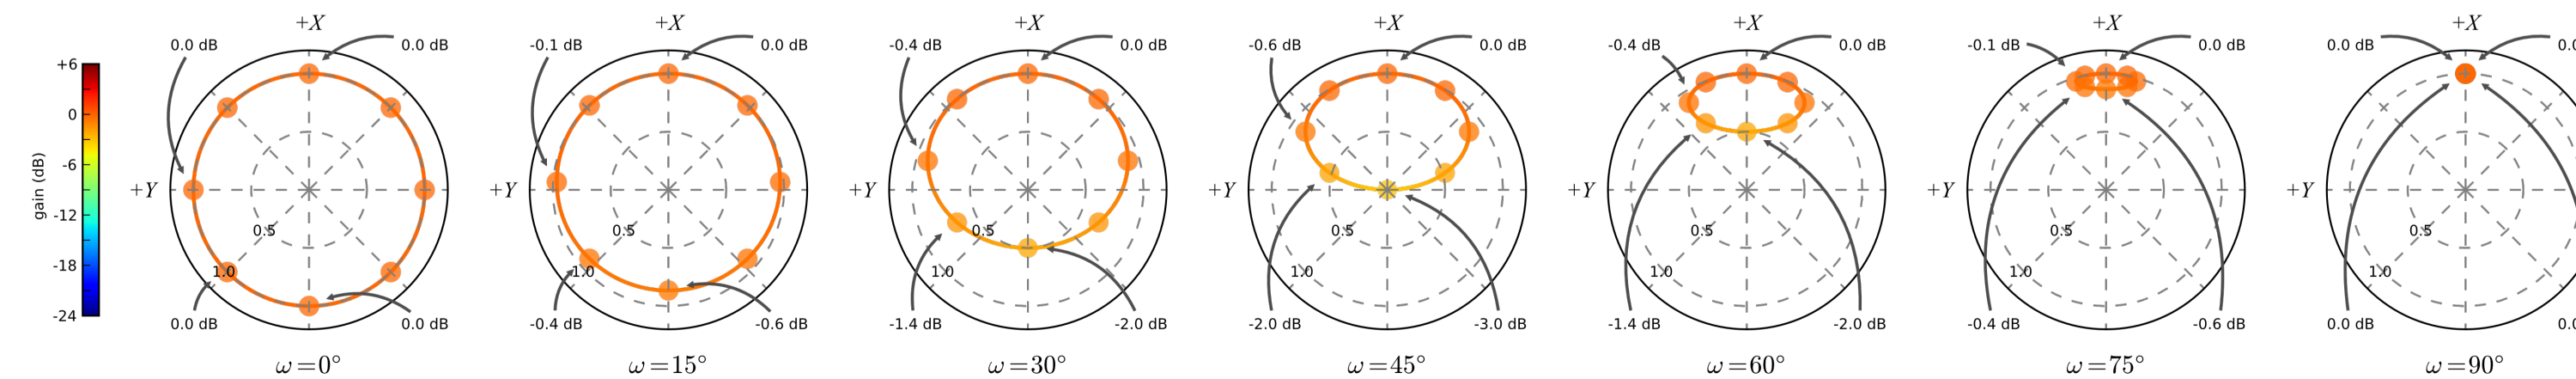 +X +X +X +X +X +X +X
0.0 dB 0.0 dB -0.1 dB 0.0 dB -0.4 dB 0.0 dB -0.6 dB 0.0 dB -0.4 dB 0.0 dB -0.1 dB 0.0 dB 0.0 dB 0.0
+6
0
-6
-12
-18
-24
gain (dB)
+Y +Y +Y +Y +Y +Y +Y
0.5 0.5 0.5 0.5 0.5 0.5 0.5
1.0 1.0 1.0 1.0 1.0 1.0 1.0
0.0 dB 0.0 dB -0.4 dB -0.6 dB -1.4 dB -2.0 dB -2.0 dB -3.0 dB -1.4 dB -2.0 dB -0.4 dB -0.6 dB 0.0 dB 0.0
ω=0° ω=15° ω=30° ω=45° ω=60° ω=75° ω=90°